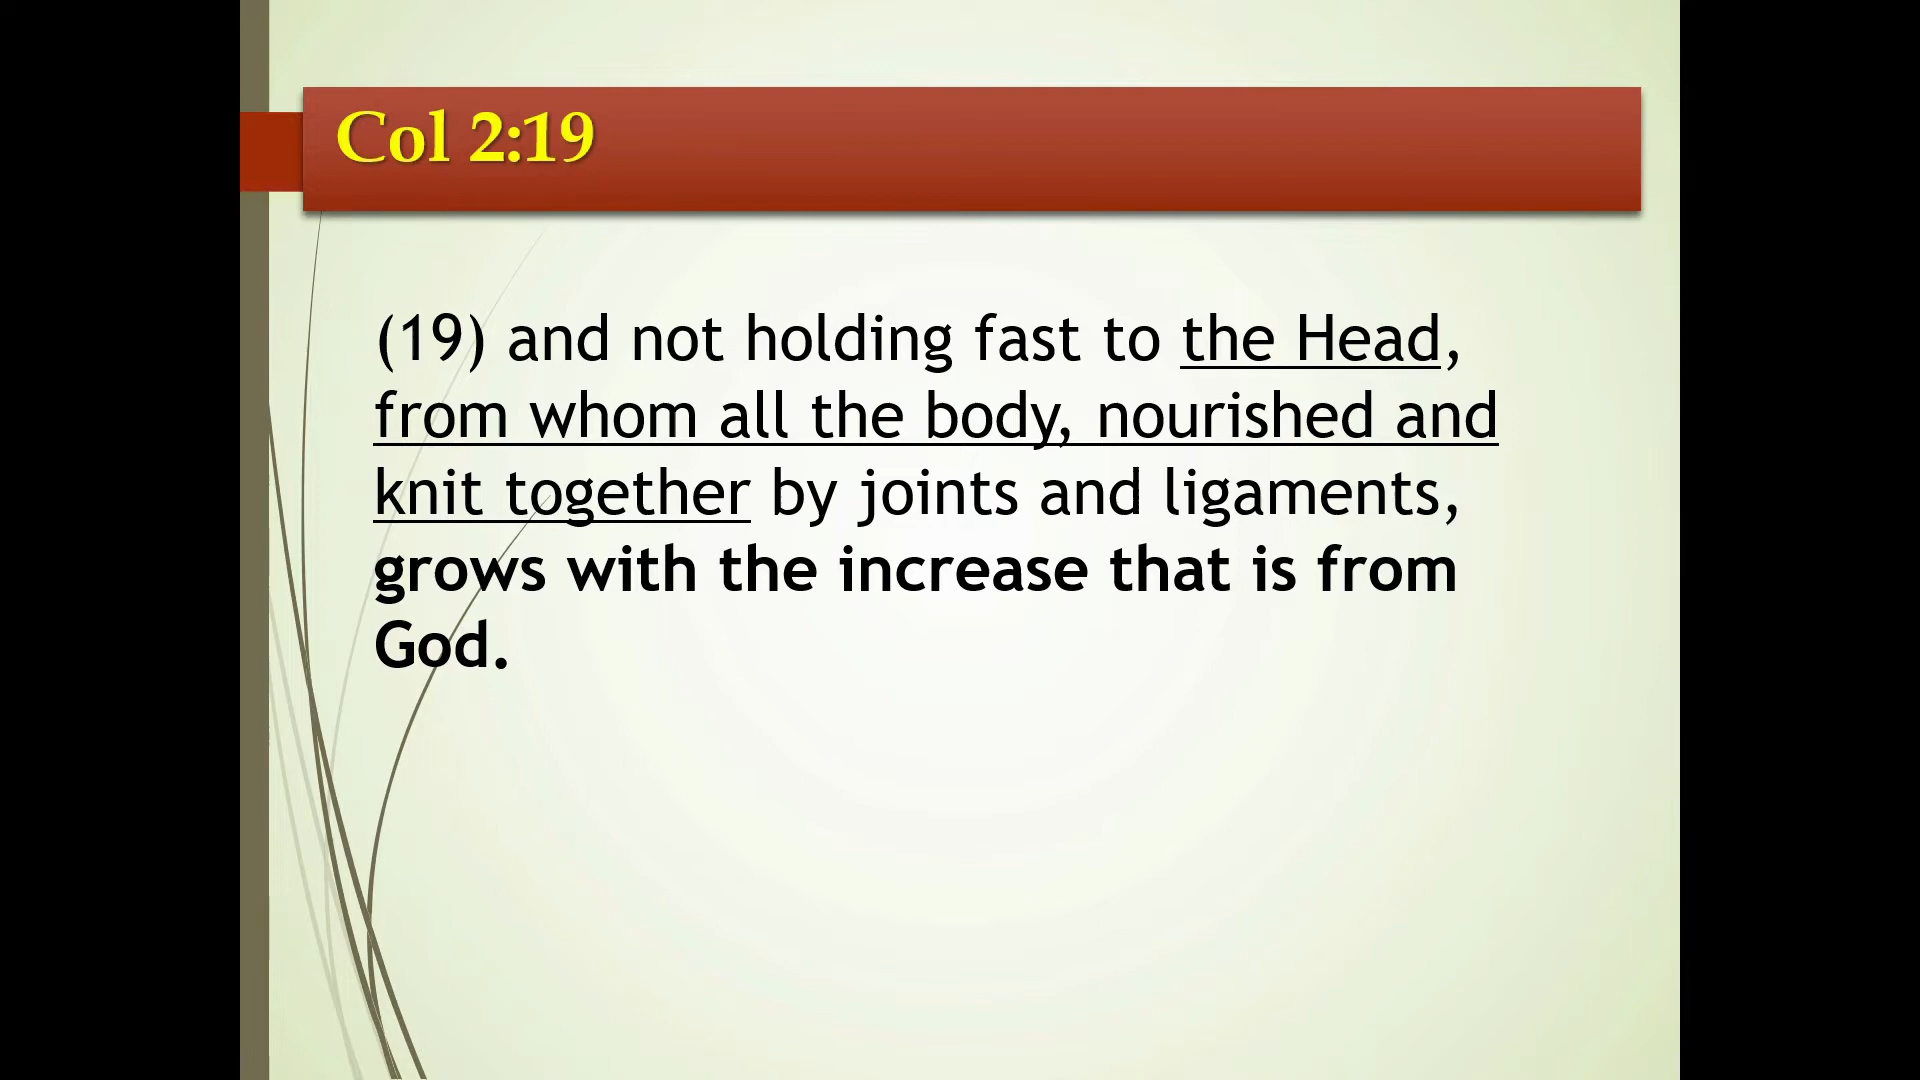 Col 2:19
(19) and not holding fast to the Head,
from whom all the body, nourished and
knit together by joints and ligaments,
grows with the increase that is from
God.